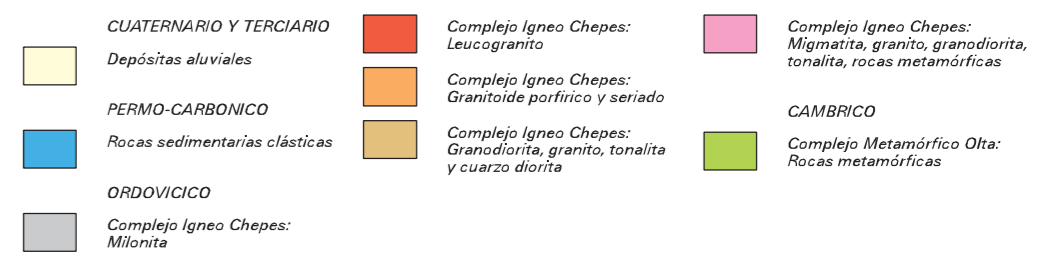 CUATERNARIO Y TERCIARIO
Depósitas aluviales
PERMO-CARBONICO
Rocas sedimentarias clásticas
ORDOVICICO
Complejo Igneo Chepes:
Milonita
Complejo Igneo Chepes:
Leucogranito
Complejo Igneo Chepes:
Granitoide porfirico y seriado
Complejo Igneo Chepes:
Granodiorita, granito, tonalita
y cuarzo diorita
Complejo Igneo Chepes:
Migmatita, granito, granodiorita,
tonalita, rocas metamórficas
CAMBRICO
Complejo Metamórfico Olta:
Rocas metamórficas